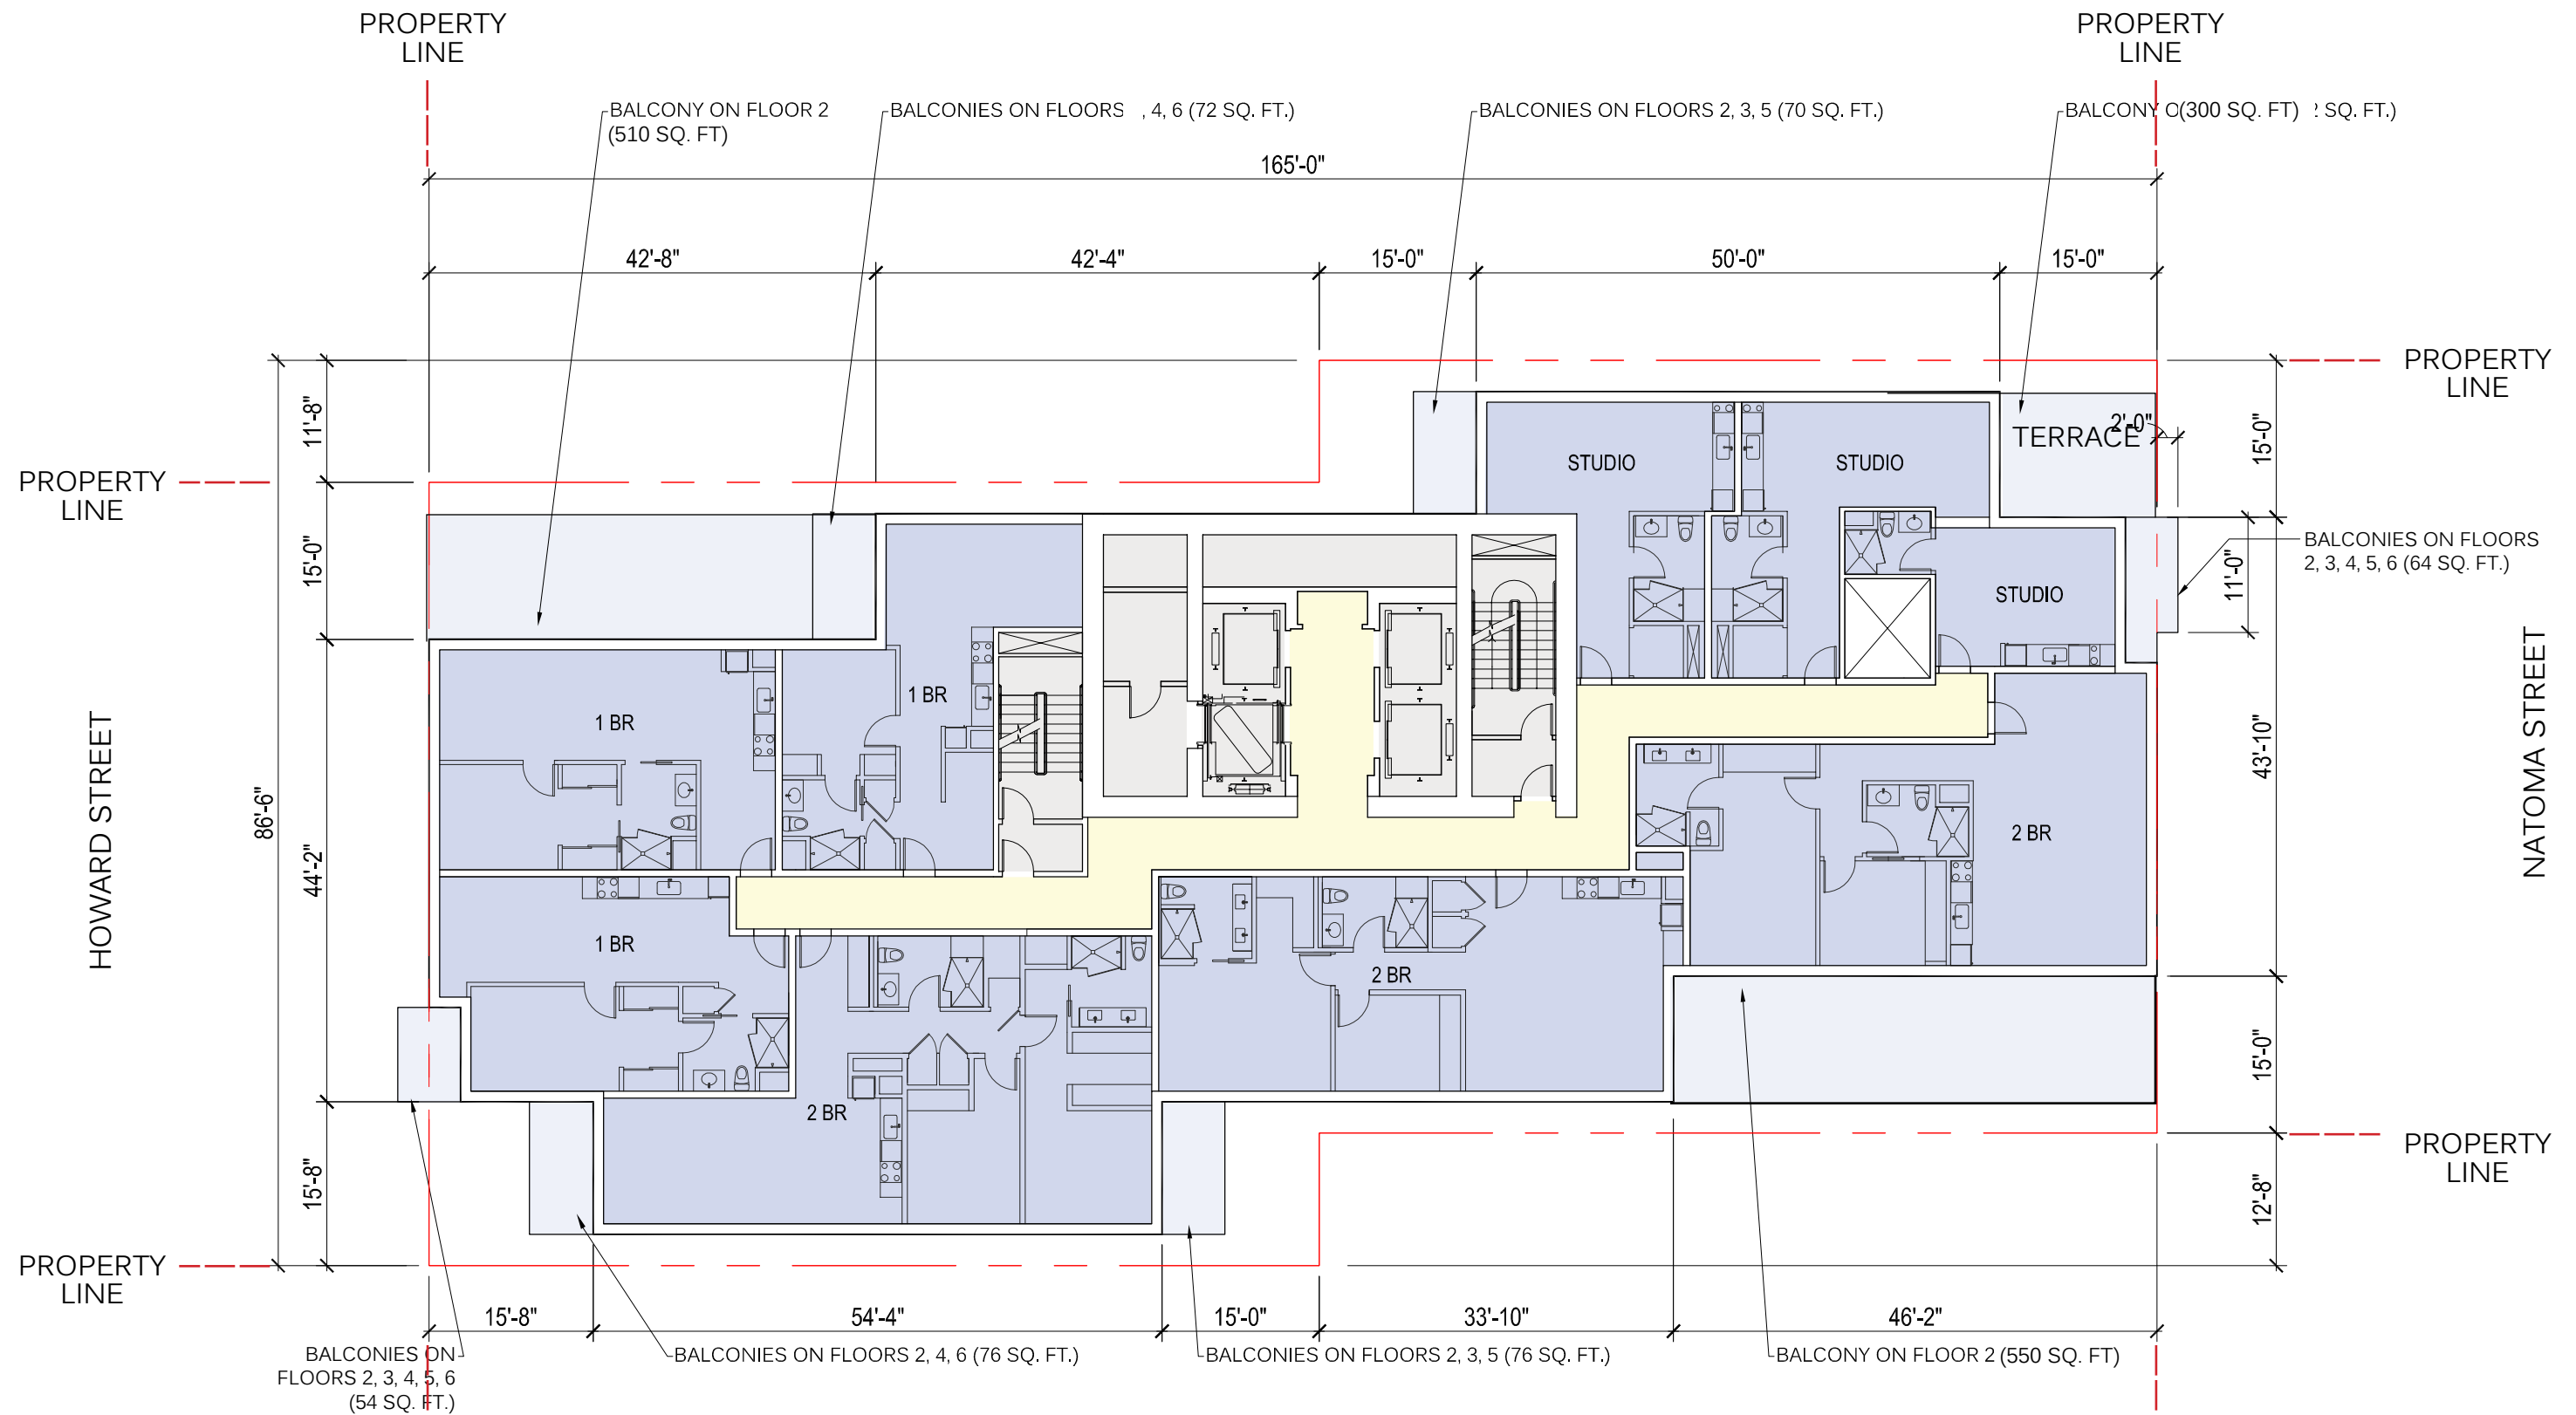 PROPERTY
LINE
PROPERTY
LINE
BALCONY ON FLOOR 2
(510 SQ. FT)
BALCONIES ON FLOORS , 4, 6 (72 SQ. FT.)
BALCONIES ON FLOORS 2, 3, 5 (70 SQ. FT.)
BALCONY (300 SQ. FT) SQ. FT.)
165'-0"
42'-8"
42'-4"
15'-0"
50'-0"
15'-0"
PROPERTY
LINE
11'-8"
15'-0"
2'-0"
TERRACE
STUDIO
STUDIO
PROPERTY
LINE
BALCONIES ON FLOORS
2, 3, 4, 5, 6 (64 SQ. FT.)
15'-0"
11'-0"
STUDIO
1 BR
1 BR
HOWARD STREET
NATOMA STREET
43'-10"
86'-6"
44'-2"
2 BR
1 BR
2 BR
15'-0"
2 BR
PROPERTY
LINE
15'-8"
12'-8"
PROPERTY
LINE
15'-8"
54'-4"
15'-0"
33'-10"
46'-2"
BALCONIES ON
FLOORS 2, 3, 4, 5, 6
(54 SQ. FT.)
BALCONIES ON FLOORS 2, 4, 6 (76 SQ. FT.)
BALCONIES ON FLOORS 2, 3, 5 (76 SQ. FT.)
BALCONY ON FLOOR 2 (550 SQ. FT)